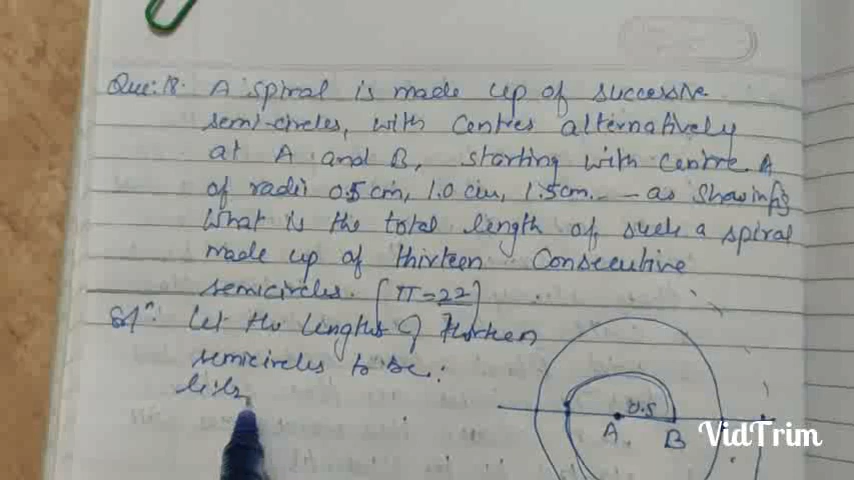 Que: 18. A spiral is made up of successive
semi-circles, with centres alternatively
at A and B, starting with centre A
of radii 0.5 cm, 1.0 cm, 1.5 cm. - - as show in fig
What is the total length of such a spiral
made up of thirteen Consecutive
semicircles. [π = 22]
Solⁿ: Let the lengths of thirteen
semicircles to be:
0.5
A. B
VidTrim